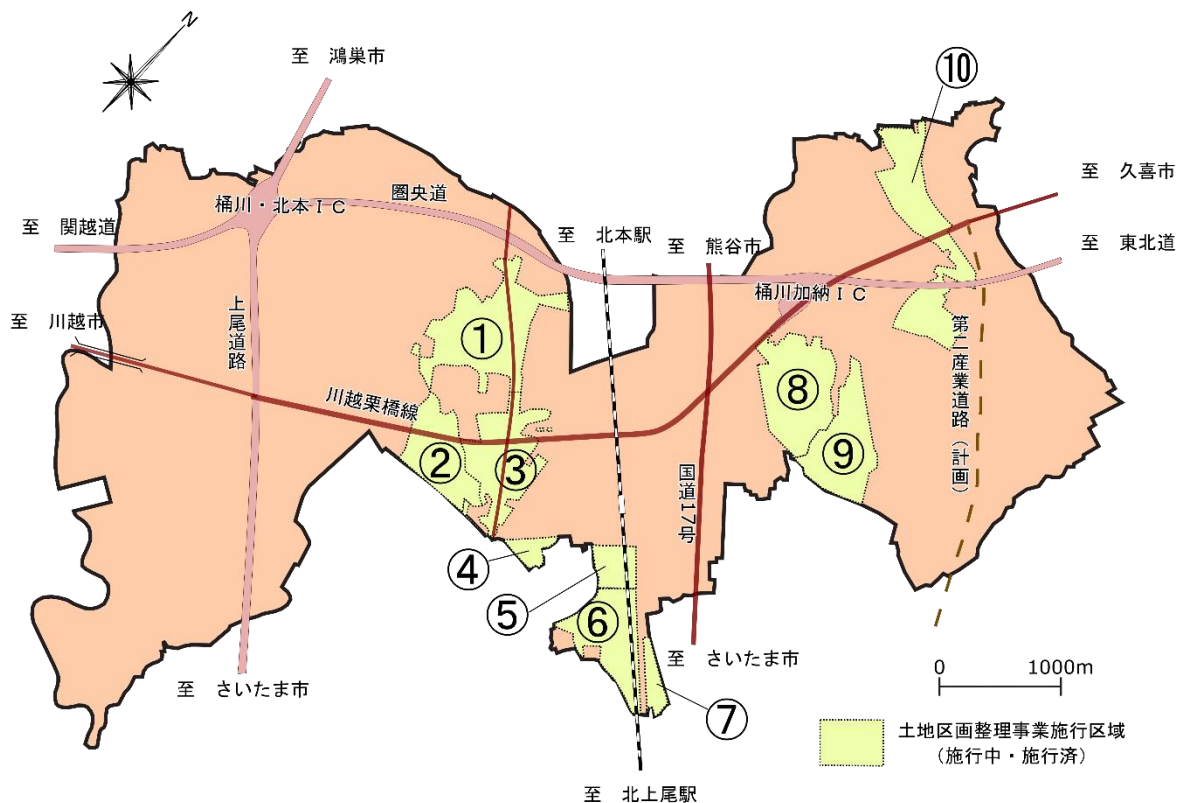 N
至 鴻巣市
⑩
桶川・北本ＩＣ
圏央道
至 久喜市
至 関越道
至 北本駅
至 熊谷市
至 東北道
桶川加納ＩＣ
至 川越市
上尾道路
①
第二産業道路（計画）
川越栗橋線
⑧
②
③
⑨
国道17号
④
⑤
⑥
至 さいたま市
0 1000m
至 さいたま市
⑦
土地区画整理事業施行区域
（施行中・施行済）
至 北上尾駅